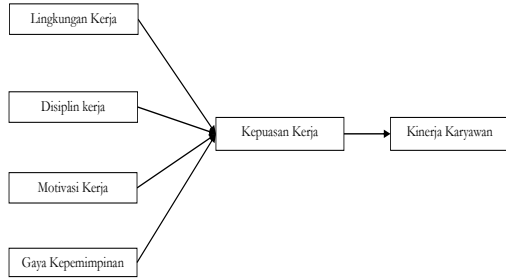 Lingkungan Kerja
Disiplin kerja
Kepuasan Kerja
Kinerja Karyawan
Motivasi Kerja
Gaya Kepemimpinan